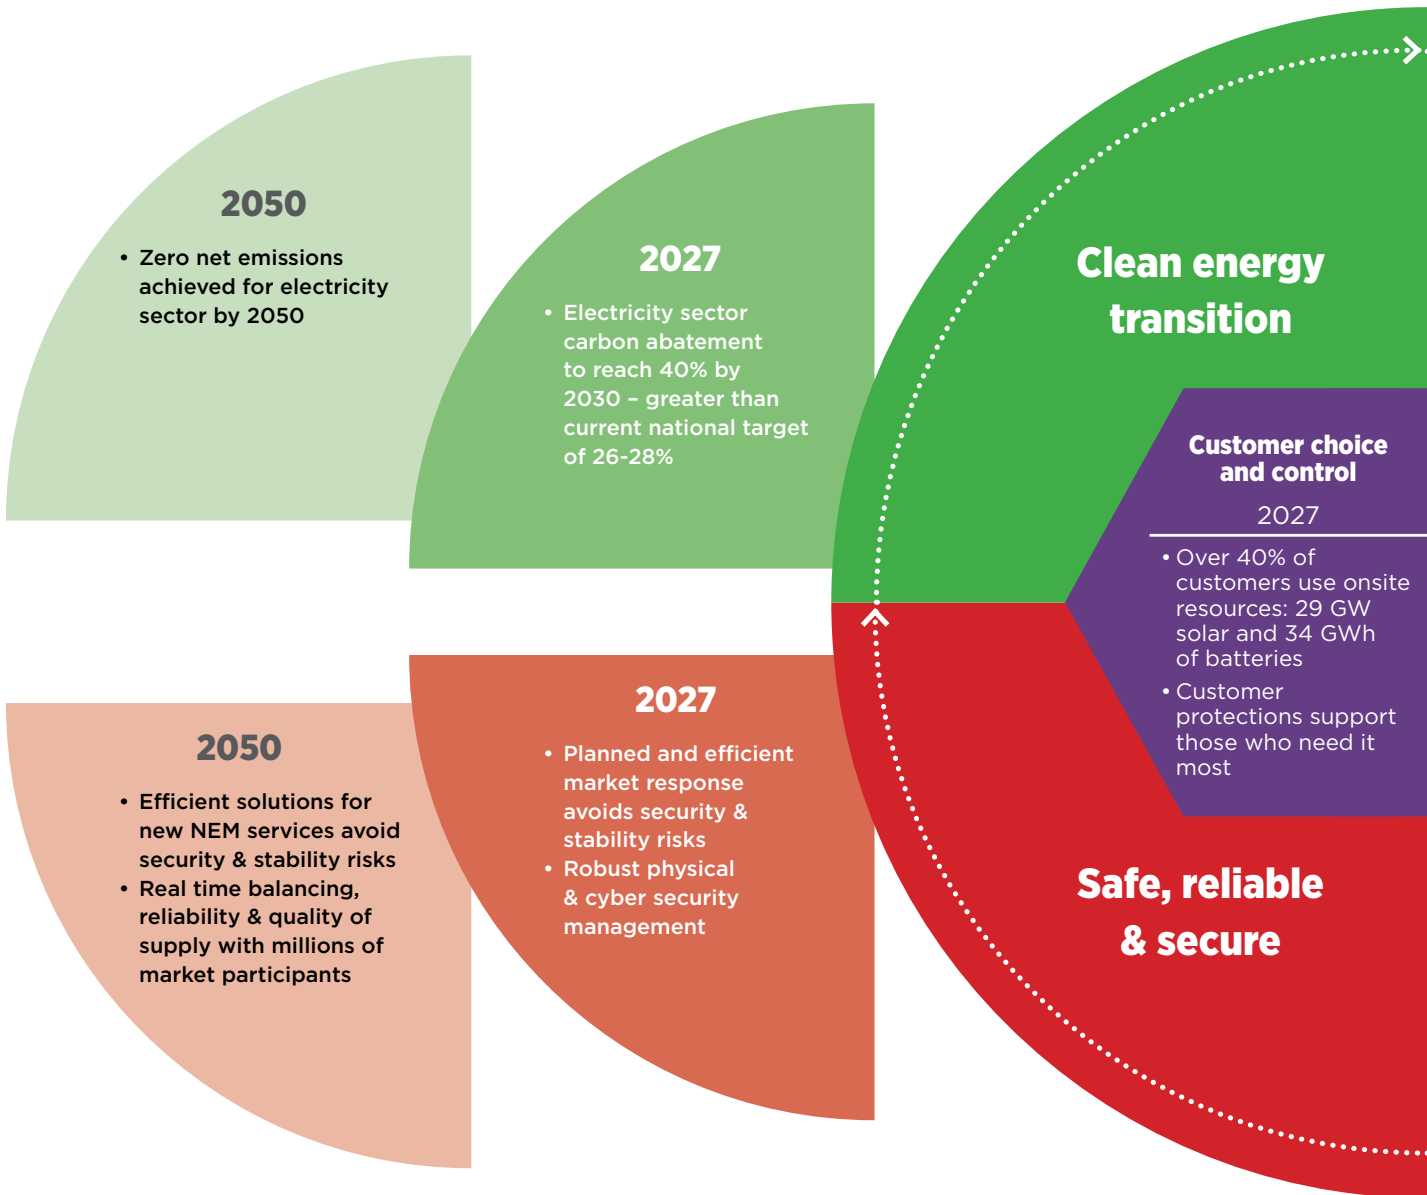 2050
• Zero net emissions
achieved for electricity
sector by 2050
2027
• Electricity sector
carbon abatement
to reach 40% by
2030 – greater than
current national target
of 26-28%
Clean energy
transition
Customer choice
and control
2027
• Over 40% of
customers use onsite
resources: 29 GW
solar and 34 GWh
of batteries
• Customer
protections support
those who need it
most
2050
• Efficient solutions for
new NEM services avoid
security & stability risks
• Real time balancing,
reliability & quality of
supply with millions of
market participants
2027
• Planned and efficient
market response
avoids security &
stability risks
• Robust physical
& cyber security
management
Safe, reliable
& secure